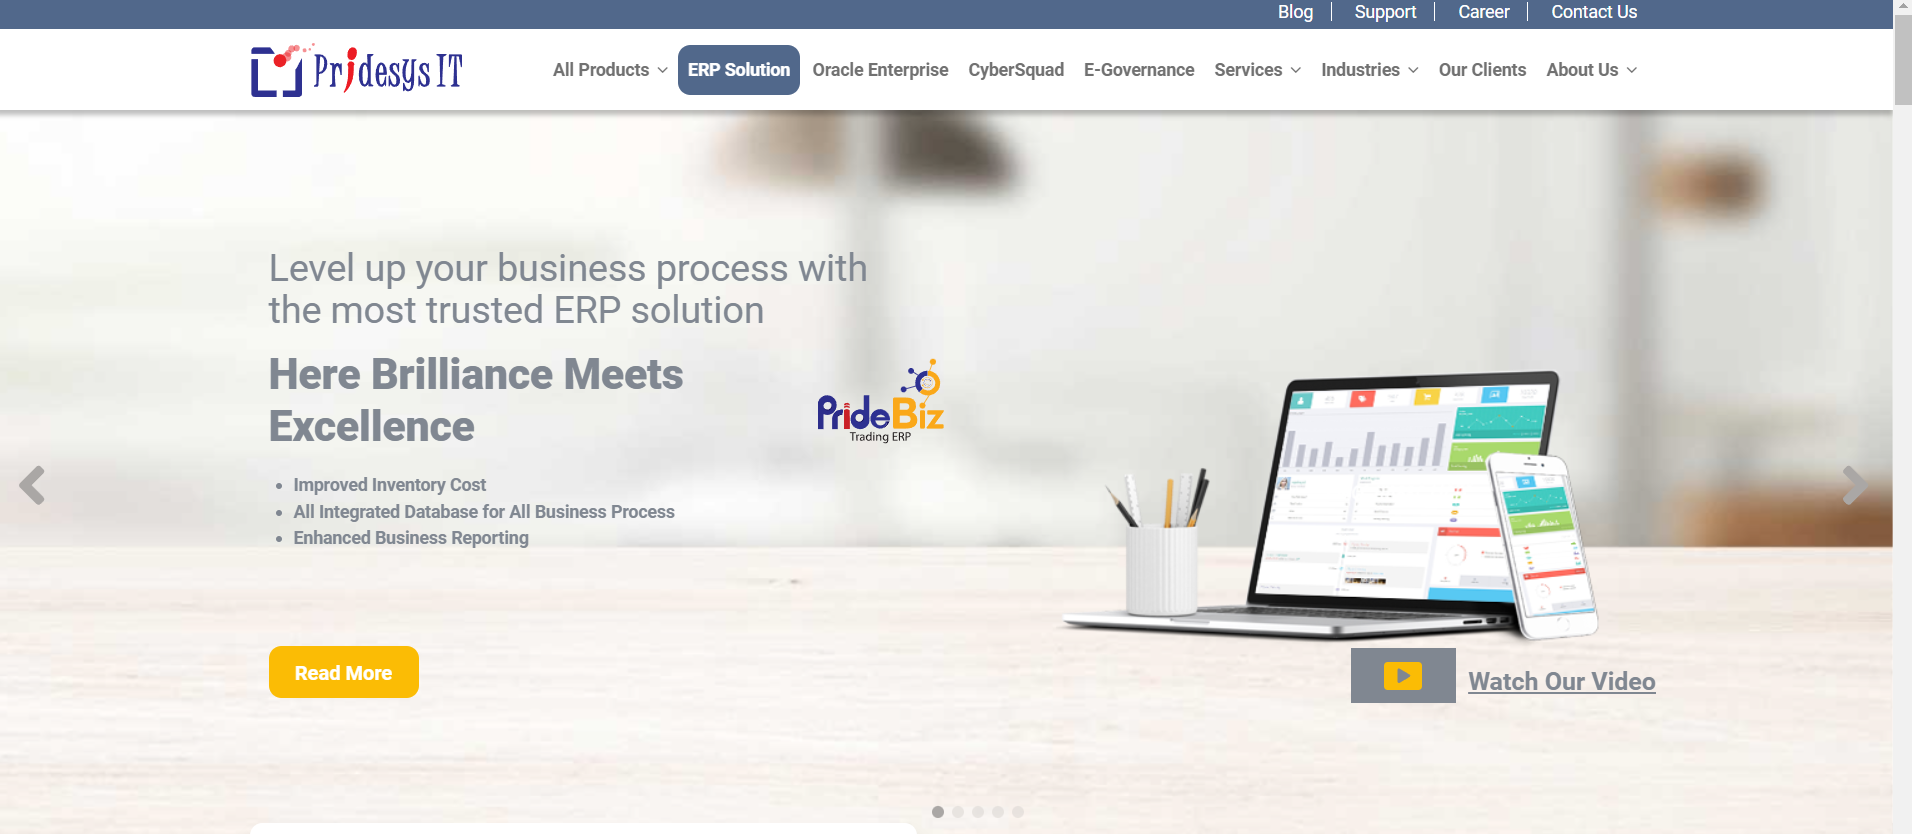 Blog Support Career Contact Us
Pridesys IT
All Products ERP Solution Oracle Enterprise CyberSquad E-Governance Services Industries Our Clients About Us
Level up your business process with
the most trusted ERP solution
Here Brilliance Meets
Excellence
PrideBiz
Trading ERP
Improved Inventory Cost
All Integrated Database for All Business Process
Enhanced Business Reporting
Read More
Watch Our Video